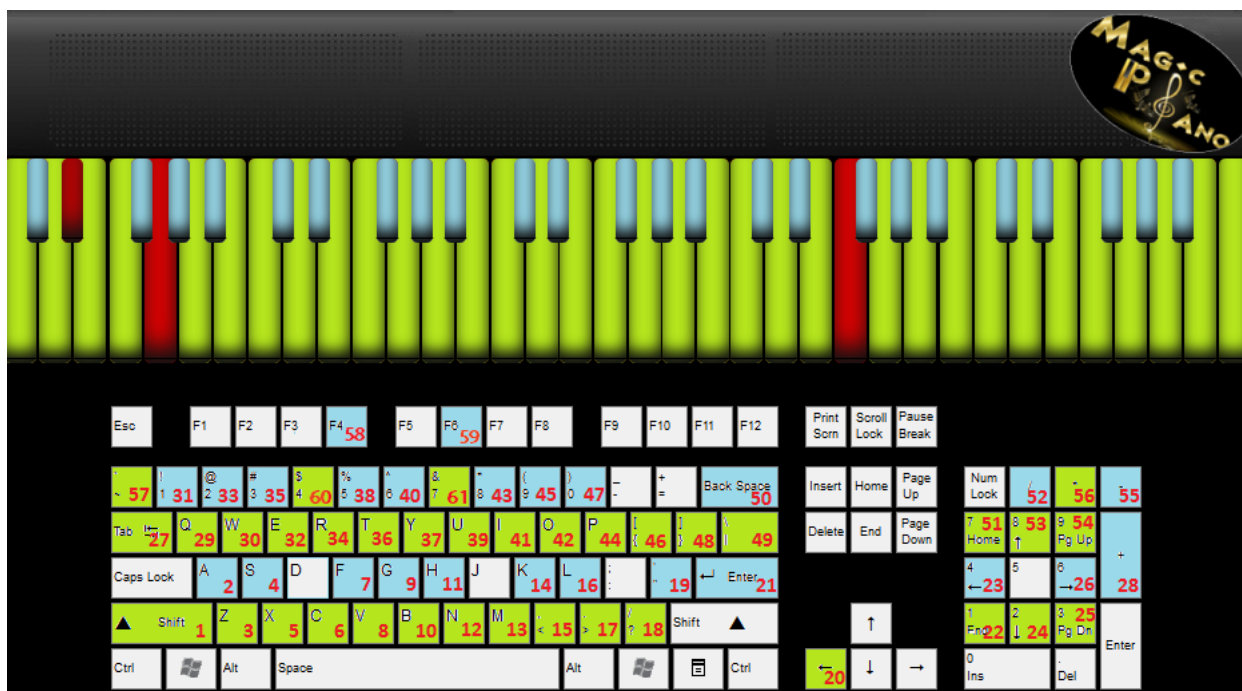 MAGIC
PIANO
Esc F1 F2 F3 F4 58 F5 F6 59 F7 F8 F9 F10 F11 F12 Print Scrn Scroll Lock Pause Break
~ 57 ! 1 31 @ 2 33 # 3 35 $ 4 60 % 5 38 ^ 6 40 & 7 61 * 8 43 ( 9 45 ) 0 47 _ - + = Back Space 50 Insert Home Page Up Num Lock / 52 56 - 55
Tab 27 Q 29 W 30 E 32 R 34 T 36 Y 37 U 39 I 41 O 42 P 44 [ { 46 ] } 48 \ | 49 Delete End Page Down 7 Home 51 8 ↑ 53 9 Pg Up 54 + 28
Caps Lock A 2 S 4 D F 7 G 9 H 11 J K 14 L 16 ; : ' " 19 ↵ Enter 21 4 ← 23 5 6 → 26
▲ Shift 1 Z 3 X 5 C 6 V 8 B 10 N 12 M 13 , < 15 . > 17 / ? 18 Shift ▲ ↑ 1 End 22 2 ↓ 24 3 Pg Dn 25 Enter
Ctrl Alt Space Alt Ctrl ← 20 ↓ → 0 Ins . Del